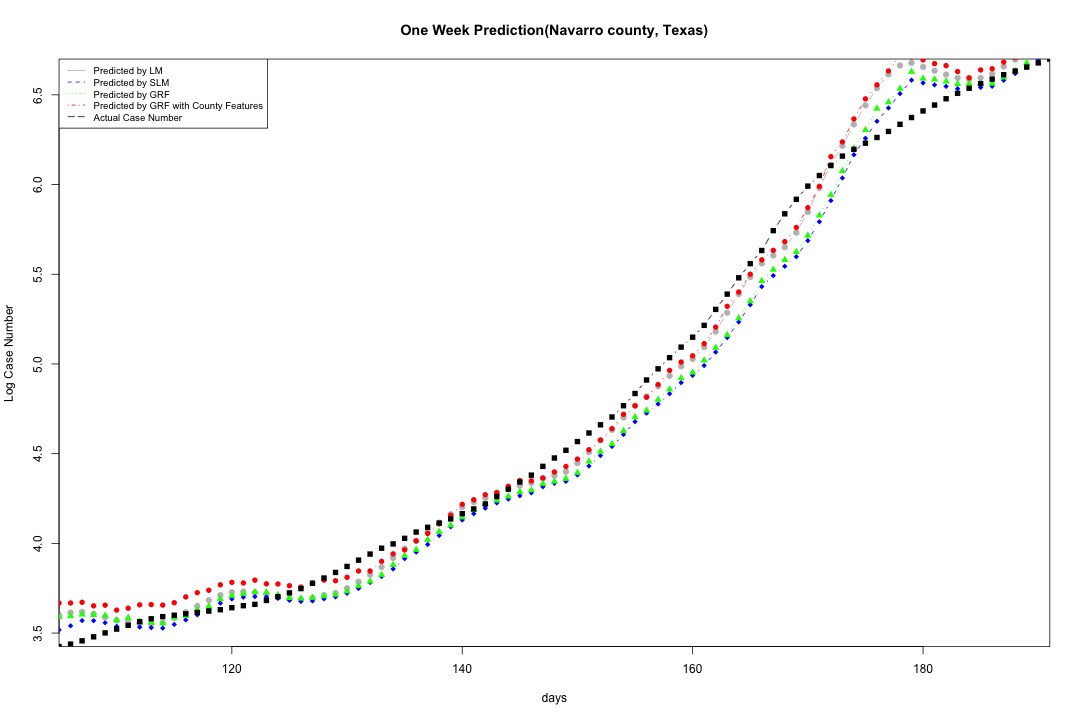 One Week Prediction(Navarro county, Texas)
Predicted by LM
Predicted by SLM
Predicted by GRF
Predicted by GRF with County Features
Actual Case Number
Log Case Number
6.5
6.0
5.5
5.0
4.5
4.0
3.5
120
140
160
180
days